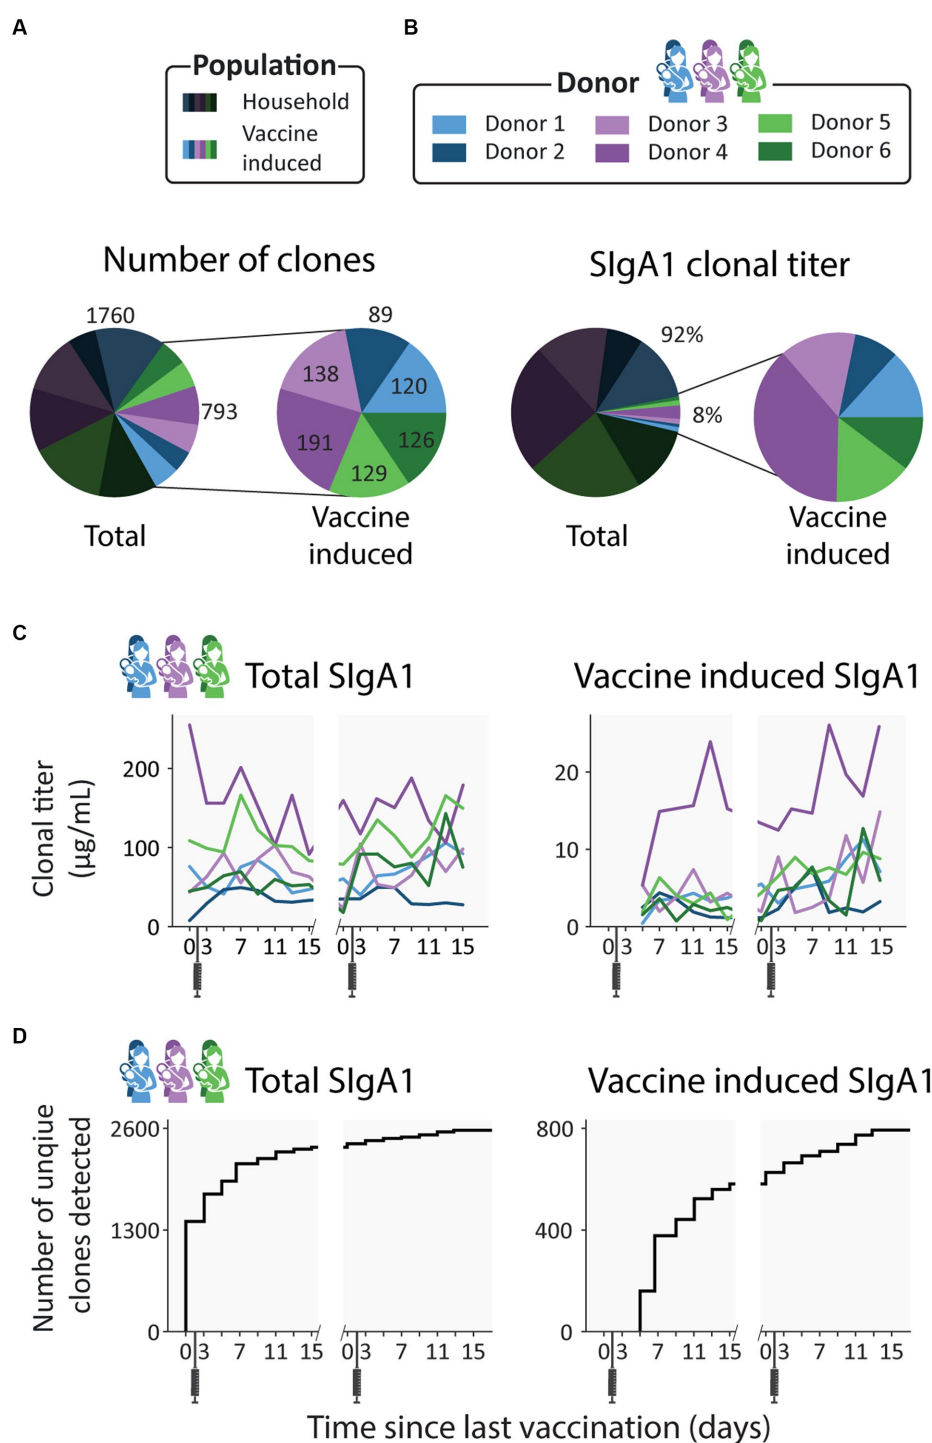 A
B
Population
Household
Vaccine
induced
Donor
Donor 1
Donor 3
Donor 5
Donor 2
Donor 4
Donor 6
Number of clones
SIgA1 clonal titer
1760
793
89
138
120
191
126
129
Total
Vaccine
induced
92%
8%
Total
Vaccine
induced
C
Total SIgA1
Vaccine induced SIgA1
Clonal titer
(µg/mL)
200
100
0
0 3 7 11 15
0 3 7 11 15
20
10
0
0 3 7 11 15
0 3 7 11 15
D
Total SIgA1
Vaccine induced SIgA1
Number of unqiue
clones detected
2600
1300
0
0 3 7 11 15
0 3 7 11 15
800
400
0
0 3 7 11 15
0 3 7 11 15
Time since last vaccination (days)